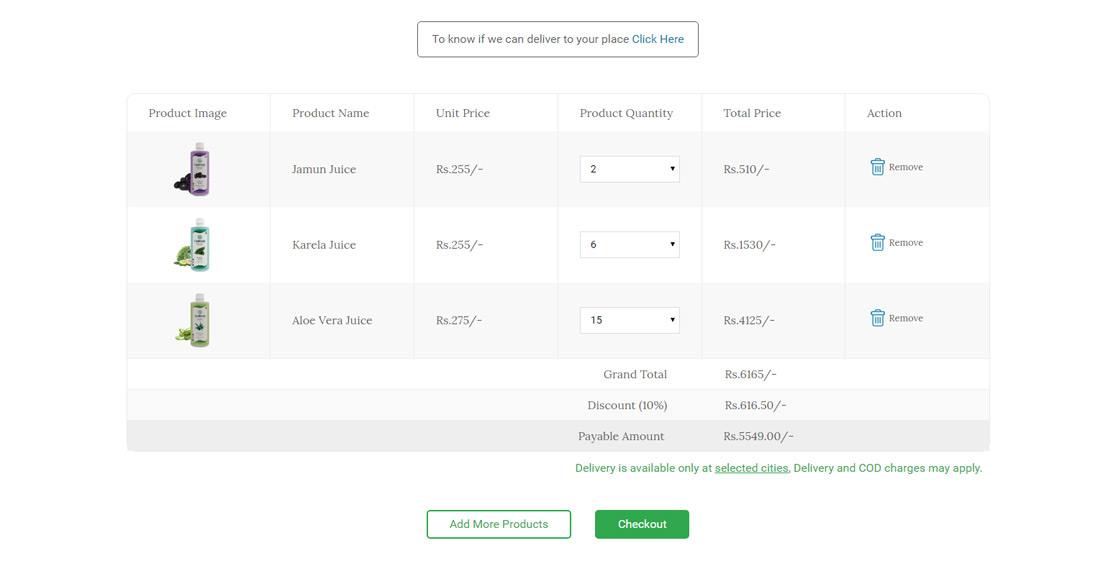 To know if we can deliver to your place Click Here
Product Image Product Name Unit Price Product Quantity Total Price Action
Jamun Juice Rs.255/- 2 Rs.510/- Remove
Karela Juice Rs.255/- 6 Rs.1530/- Remove
Aloe Vera Juice Rs.275/- 15 Rs.4125/- Remove
Grand Total Rs.6165/-
Discount (10%) Rs.616.50/-
Payable Amount Rs.5549.00/-
Delivery is available only at selected cities, Delivery and COD charges may apply.
Add More Products Checkout